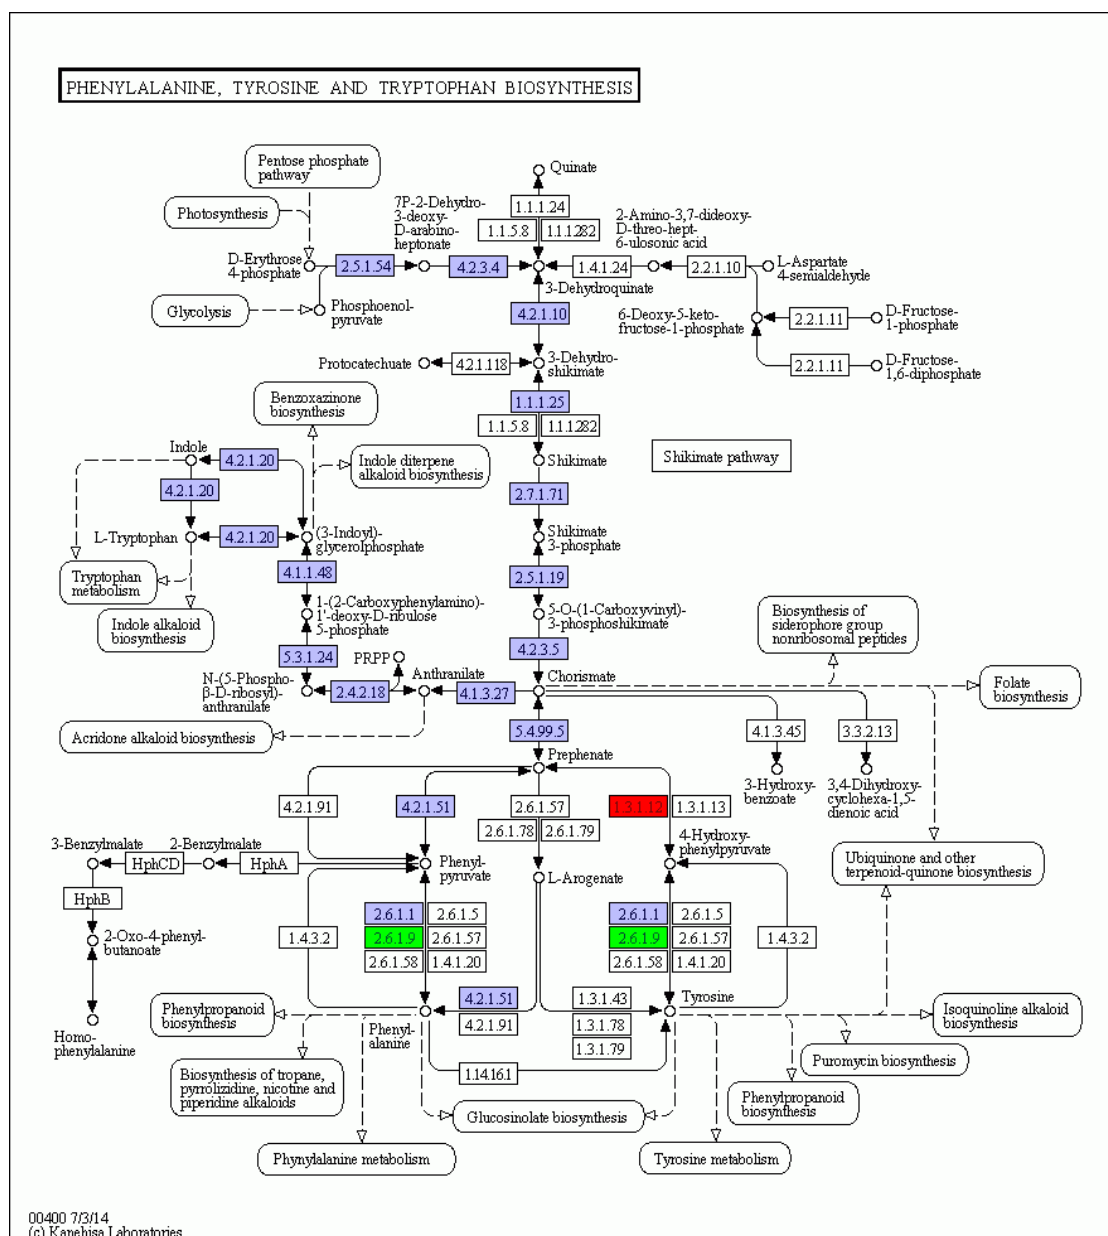 PHENYLALANINE, TYROSINE AND TRYPTOPHAN BIOSYNTHESIS
Pentose phosphate
pathway
Photosynthesis
Quinate
7P-2-Dehydro-
3-deoxy-
D-arabino-
heptonate
1.1.1.24
1.1.5.8
1.1.1.282
2-Amino-3,7-dideoxy-
D-threo-hept-
6-ulosonic acid
D-Erythrose
4-phosphate
2.5.1.54
4.2.3.4
1.4.1.24
2.2.1.10
L-Aspartate
4-semialdehyde
3-Dehydroquinate
Glycolysis
Phosphoenol-
pyruvate
4.2.1.10
6-Deoxy-5-keto-
fructose-1-phosphate
2.2.1.11
D-Fructose-
1-phosphate
Protocatechuate
4.2.1.118
3-Dehydro-
shikimate
2.2.1.11
D-Fructose-
1,6-diphosphate
Benzoxazinone
biosynthesis
1.1.1.25
1.1.5.8
1.1.1.282
Indole
4.2.1.20
Indole diterpene
alkaloid biosynthesis
Shikimate
Shikimate pathway
4.2.1.20
2.7.1.71
L-Tryptophan
4.2.1.20
(3-Indoyl)-
glycerolphosphate
Shikimate
3-phosphate
Tryptophan
metabolism
4.1.1.48
2.5.1.19
Indole alkaloid
biosynthesis
1-(2-Carboxyphenylamino)-
1'-deoxy-D-ribulose
5-phosphate
5-O-(1-Carboxyvinyl)-
3-phosphoshikimate
Biosynthesis of
siderophore group
nonribosomal peptides
5.3.1.24
PRPP
4.2.3.5
N-(5-Phospho-
β-D-ribosyl)-
anthranilate
2.4.2.18
Anthranilate
4.1.3.27
Chorismate
Folate
biosynthesis
Acridone alkaloid biosynthesis
5.4.99.5
4.1.3.45
3.3.2.13
Prephenate
3-Hydroxy-
benzoate
3,4-Dihydroxy-
cyclohexa-1,5-
dienoic acid
4.2.1.91
4.2.1.51
2.6.1.57
1.3.1.12
1.3.1.13
2.6.1.78
2.6.1.79
3-Benzylmalate
2-Benzylmalate
HphCD
HphA
Phenyl-
pyruvate
4-Hydroxy-
phenylpyruvate
L-Arogenate
Ubiquinone and other
terpenoid-quinone biosynthesis
HphB
2-Oxo-4-phenyl-
butanoate
1.4.3.2
2.6.1.1
2.6.1.5
2.6.1.9
2.6.1.57
2.6.1.58
1.4.1.20
2.6.1.1
2.6.1.5
2.6.1.9
2.6.1.57
2.6.1.58
1.4.1.20
1.4.3.2
Homo-
phenylalanine
Phenylpropanoid
biosynthesis
Phenyl-
alanine
4.2.1.51
4.2.1.91
1.3.1.43
1.3.1.78
1.3.1.79
Tyrosine
Isoquinoline alkaloid
biosynthesis
Puromycin biosynthesis
Biosynthesis of tropane,
pyrrolizidine, nicotine and
piperidine alkaloids
1.14.16.1
Phenylpropanoid
biosynthesis
Glucosinolate biosynthesis
Phynylalanine metabolism
Tyrosine metabolism
00400 7/3/14
(c) Kanehisa Laboratories